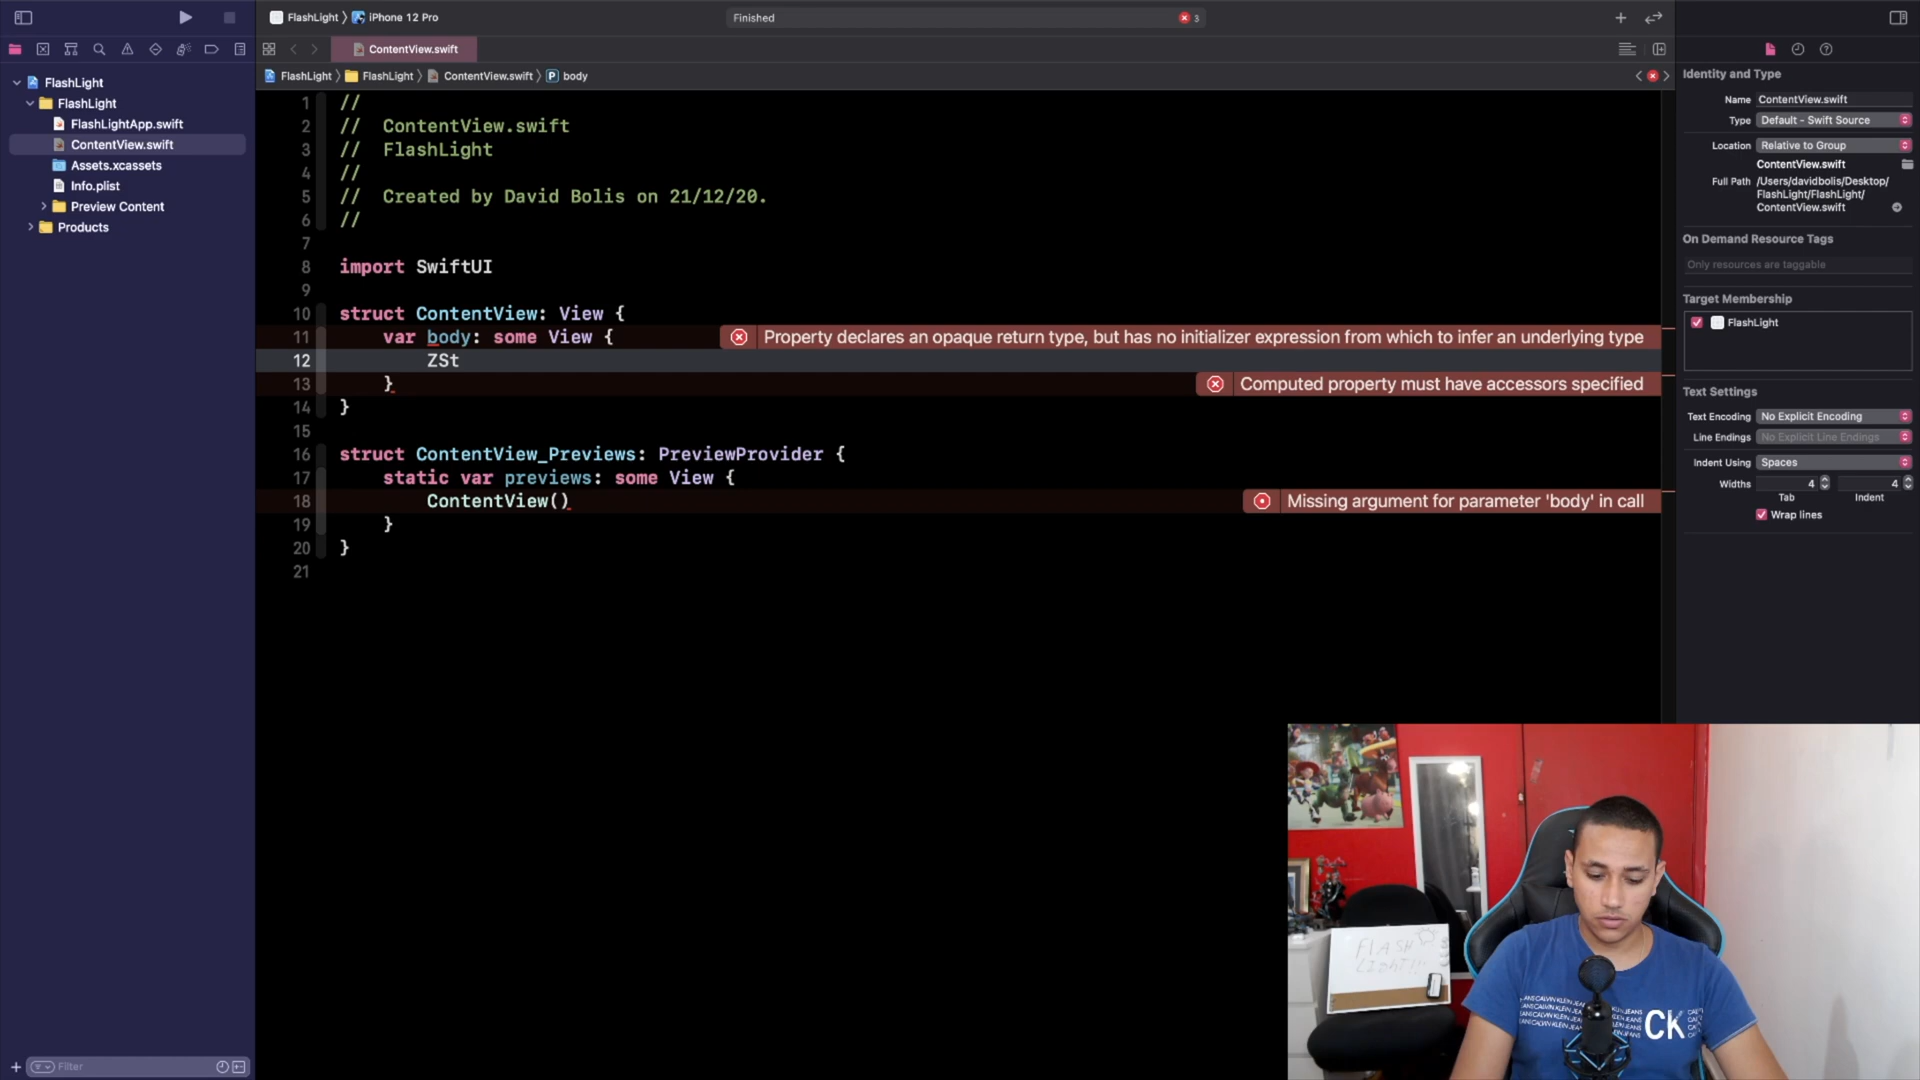 FlashLight
iPhone 12 Pro
Finished
3
ContentView.swift
FlashLight
FlashLight
ContentView.swift
body
FlashLight
FlashLight
FlashLightApp.swift
ContentView.swift
Assets.xcassets
Info.plist
Preview Content
Products
Filter
1 //
2 //  ContentView.swift
3 //  FlashLight
4 //
5 //  Created by David Bolis on 21/12/20.
6 //
7
8 import SwiftUI
9
10 struct ContentView: View {
11     var body: some View {
Property declares an opaque return type, but has no initializer expression from which to infer an underlying type
12         ZSt
13     }
Computed property must have accessors specified
14 }
15
16 struct ContentView_Previews: PreviewProvider {
17     static var previews: some View {
18         ContentView()
Missing argument for parameter 'body' in call
19     }
20 }
21
Identity and Type
Name ContentView.swift
Type Default - Swift Source
Location Relative to Group
ContentView.swift
Full Path /Users/davidbolis/Desktop/
FlashLight/FlashLight/
ContentView.swift
On Demand Resource Tags
Only resources are taggable
Target Membership
FlashLight
Text Settings
Text Encoding No Explicit Encoding
Line Endings No Explicit Line Endings
Indent Using Spaces
Widths 4 4
Tab Indent
Wrap lines
FLASH
LIGHT!!!
CK